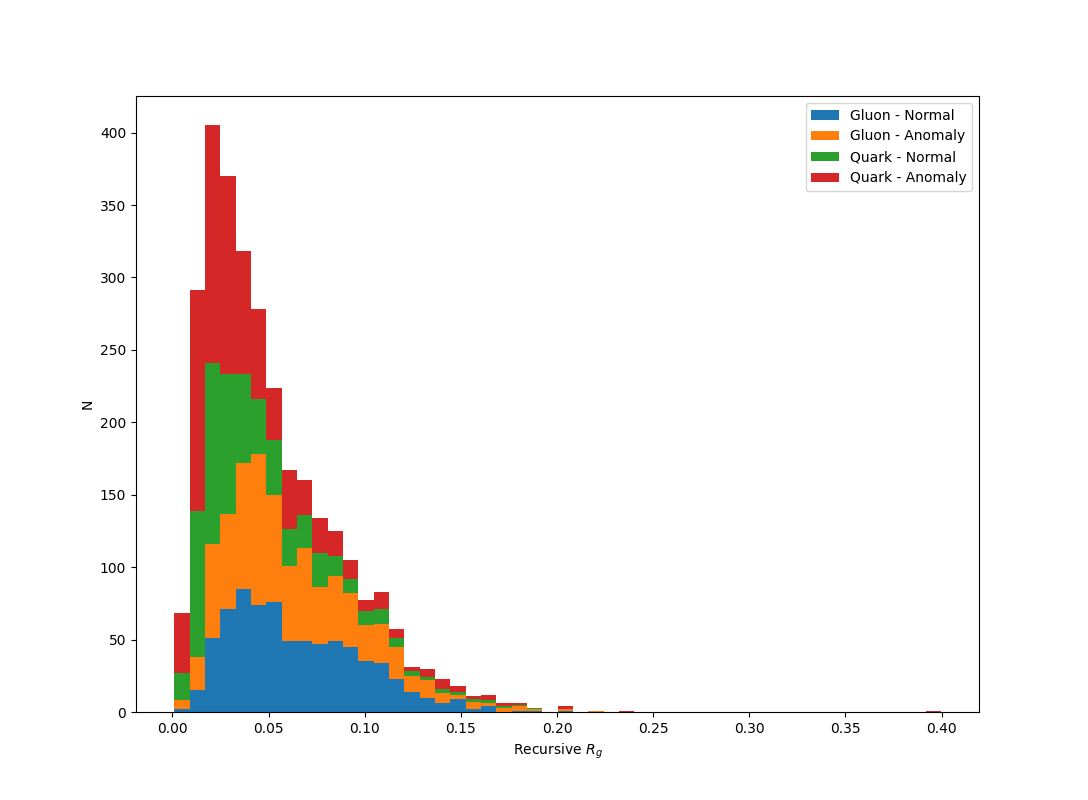 Gluon - Normal
Gluon - Anomaly
Quark - Normal
Quark - Anomaly
400
350
300
250
200
150
100
50
0
N
0.00 0.05 0.10 0.15 0.20 0.25 0.30 0.35 0.40
Recursive R_g